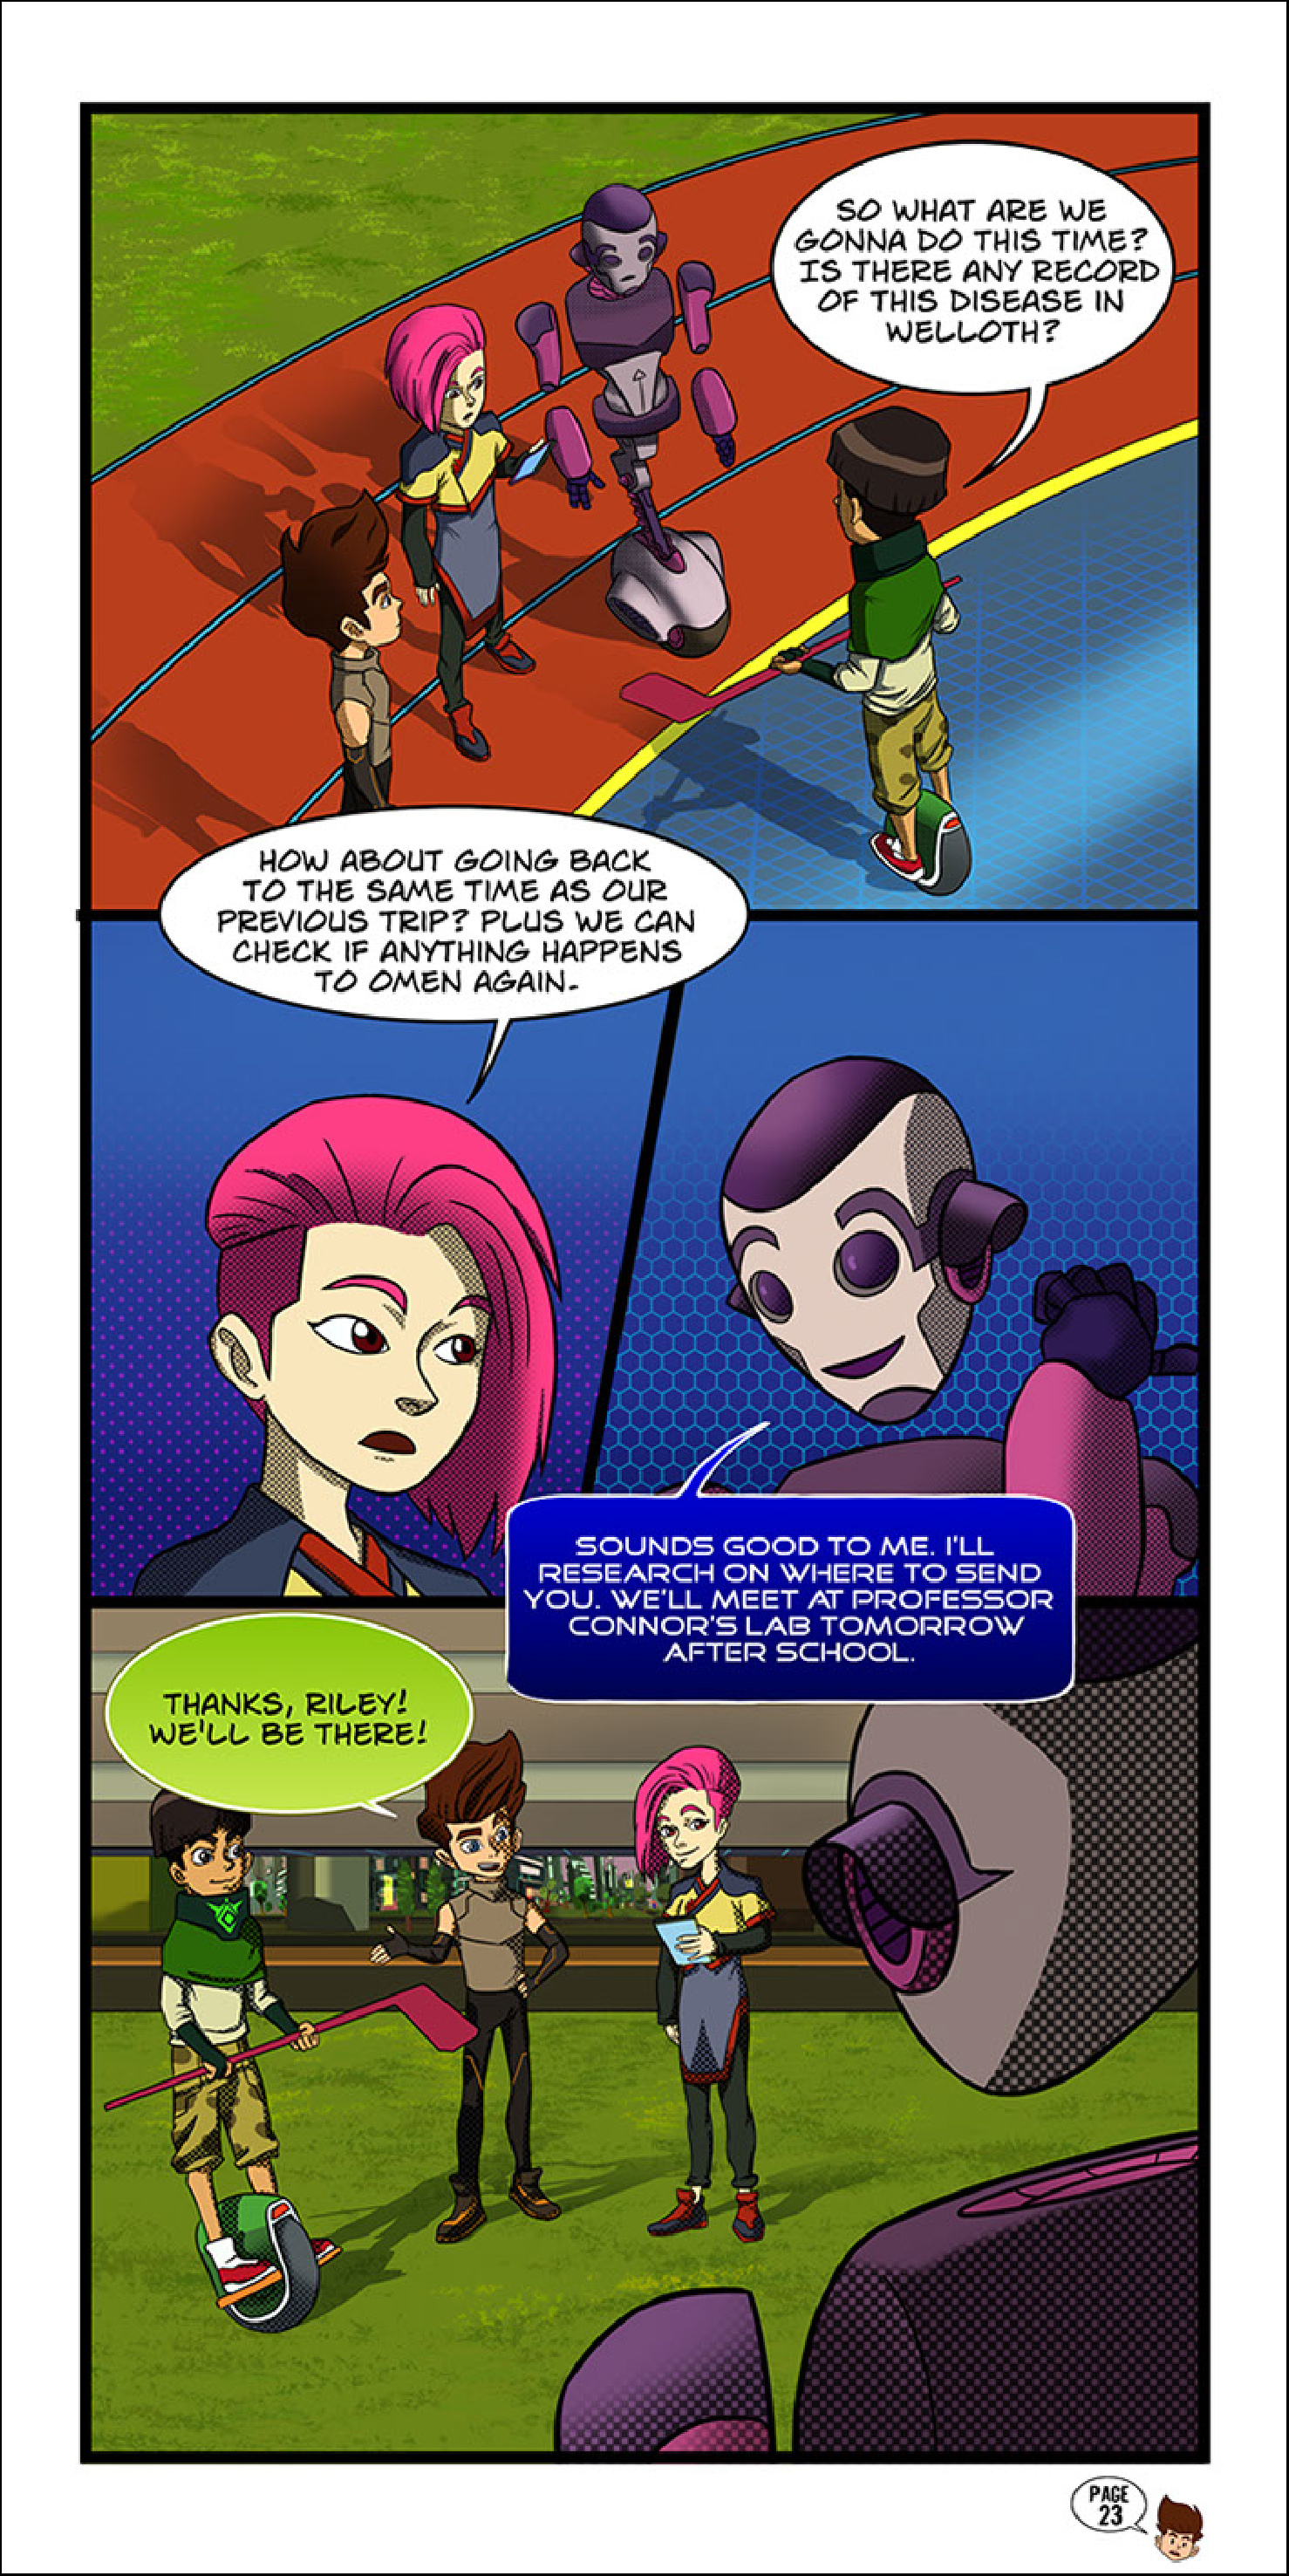 SO WHAT ARE WE
GONNA DO THIS TIME?
IS THERE ANY RECORD
OF THIS DISEASE IN
WELLOTH?
HOW ABOUT GOING BACK
TO THE SAME TIME AS OUR
PREVIOUS TRIP? PLUS WE CAN
CHECK IF ANYTHING HAPPENS
TO OMEN AGAIN.
SOUNDS GOOD TO ME. I'LL
RESEARCH ON WHERE TO SEND
YOU. WE'LL MEET AT PROFESSOR
CONNOR'S LAB TOMORROW
AFTER SCHOOL.
THANKS, RILEY!
WE'LL BE THERE!
PAGE
23